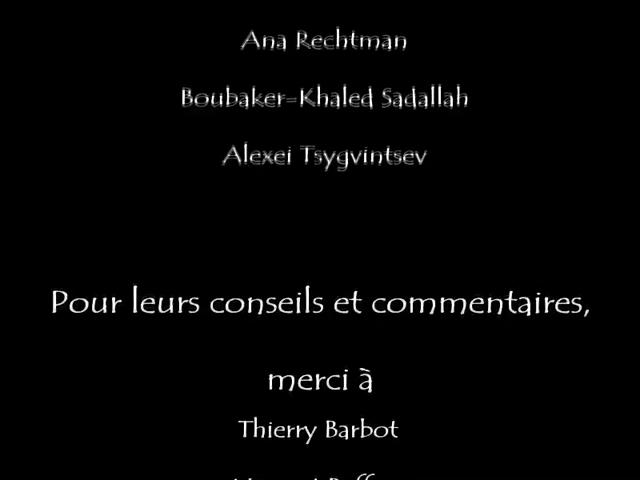 Ana Rechtman
Boubaker-Khaled Sadallah
Alexei Tsygvintsev
Pour leurs conseils et commentaires,
merci à
Thierry Barbot